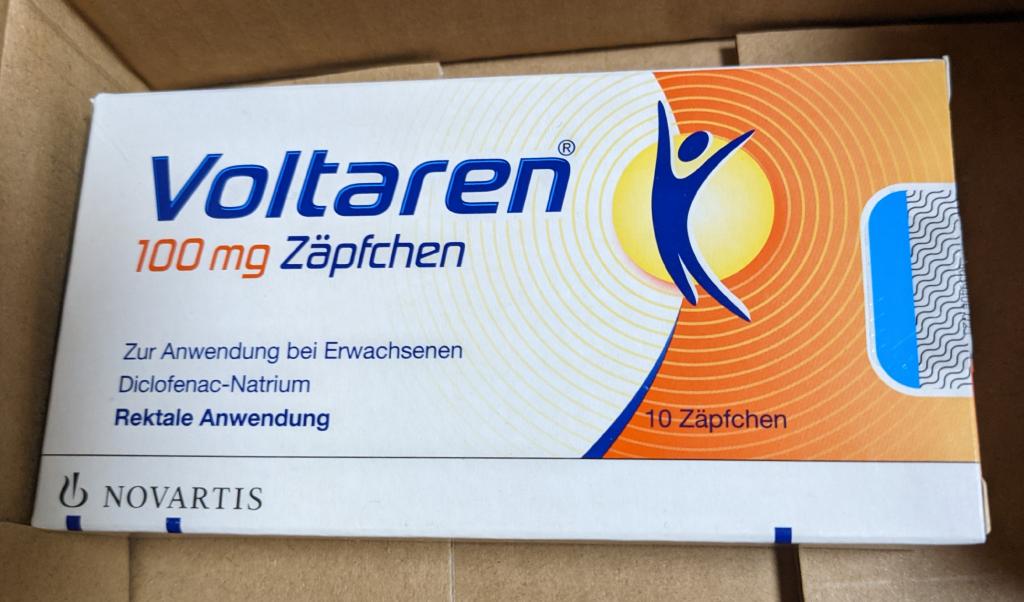 Voltaren®
100 mg Zäpfchen
Zur Anwendung bei Erwachsenen
Diclofenac-Natrium
Rektale Anwendung
10 Zäpfchen
NOVARTIS